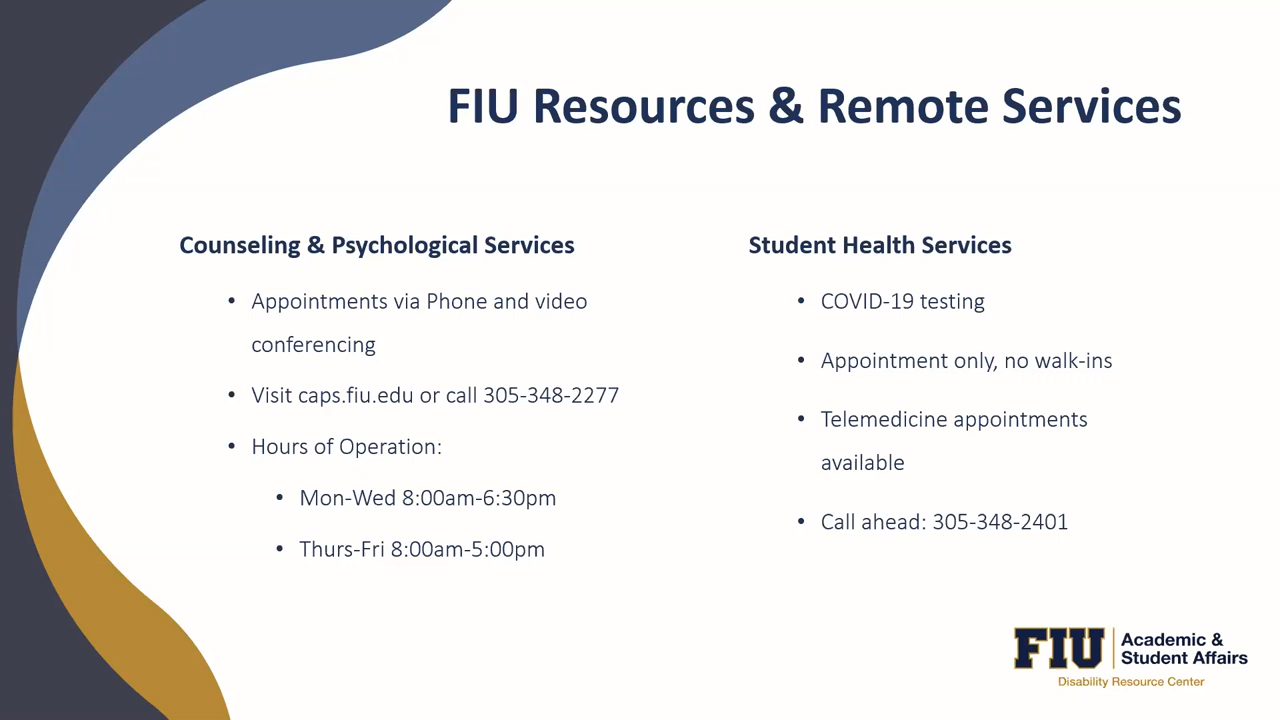 FIU Resources & Remote Services
Counseling & Psychological Services
• Appointments via Phone and video
conferencing
• Visit caps.fiu.edu or call 305-348-2277
• Hours of Operation:
• Mon-Wed 8:00am-6:30pm
• Thurs-Fri 8:00am-5:00pm
Student Health Services
• COVID-19 testing
• Appointment only, no walk-ins
• Telemedicine appointments
available
• Call ahead: 305-348-2401
FIU
Academic &
Student Affairs
Disability Resource Center